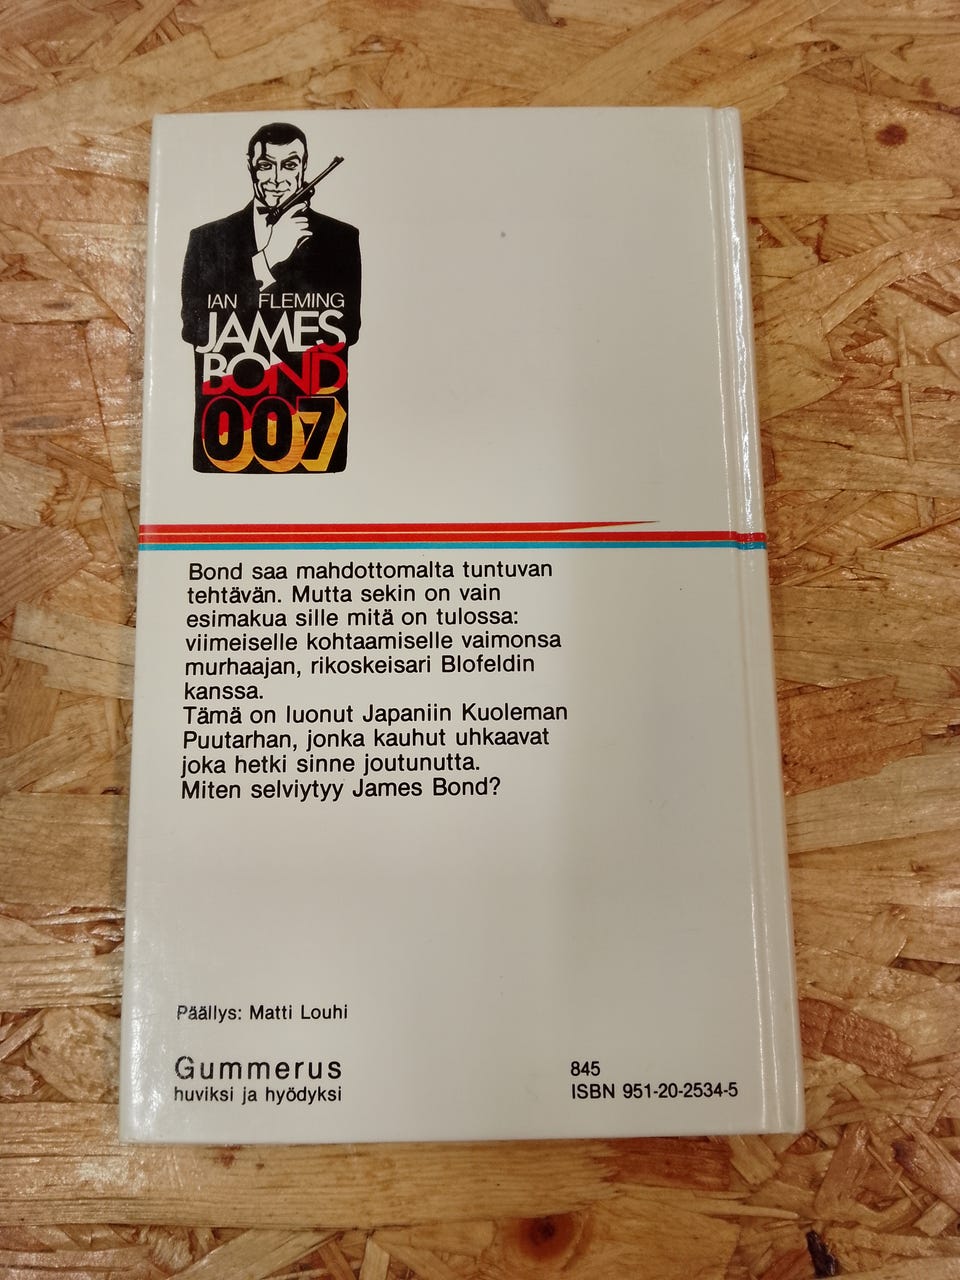 IAN FLEMING
JAMES
BOND
007
Bond saa mahdottomalta tuntuvan
tehtävän. Mutta sekin on vain
esimakua sille mitä on tulossa:
viimeiselle kohtaamiselle vaimonsa
murhaajan, rikoskeisari Blofeldin
kanssa.
Tämä on luonut Japaniin Kuoleman
Puutarhan, jonka kauhut uhkaavat
joka hetki sinne joutunutta.
Miten selviytyy James Bond?
Päällys: Matti Louhi
Gummerus
huviksi ja hyödyksi
845
ISBN 951-20-2534-5